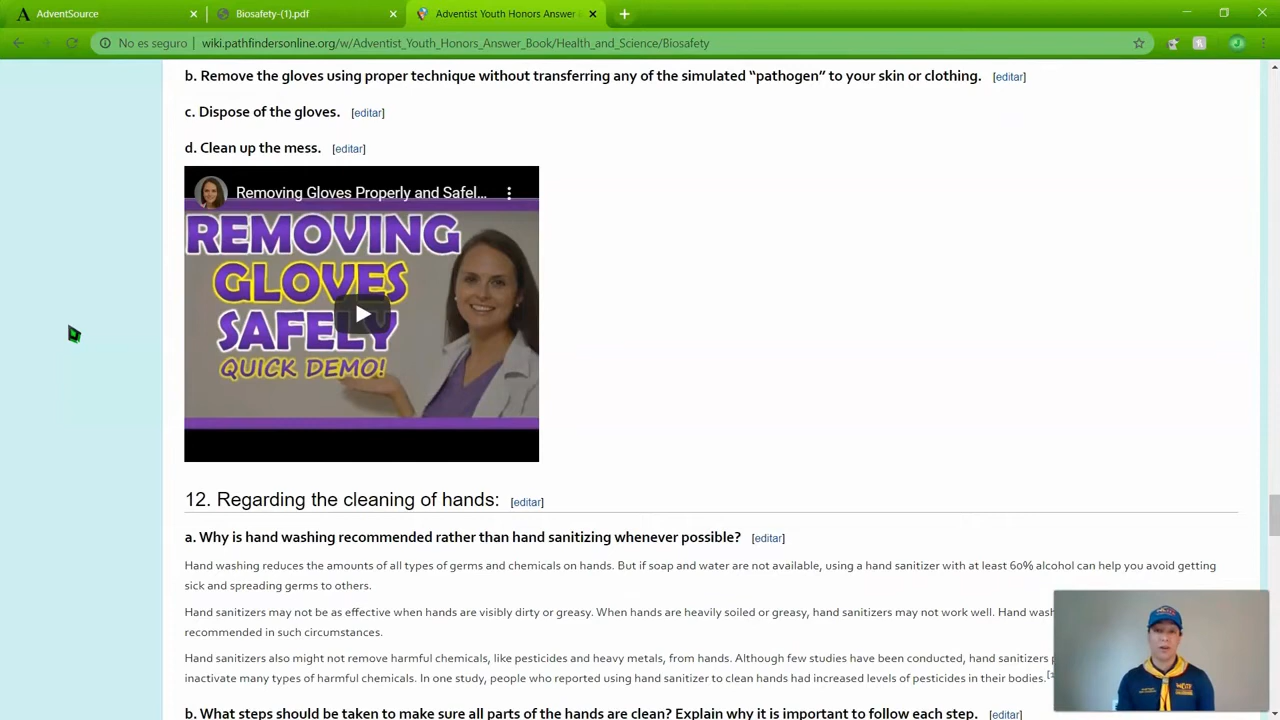 AdventSource
Biosafety-(1).pdf
Adventist Youth Honors Answer
No es seguro
wiki.pathfindersonline.org/w/Adventist_Youth_Honors_Answer_Book/Health_and_Science/Biosafety
b. Remove the gloves using proper technique without transferring any of the simulated “pathogen” to your skin or clothing. [editar]
c. Dispose of the gloves. [editar]
d. Clean up the mess. [editar]
Removing Gloves Properly and Safel...
REMOVING
GLOVES
SAFELY
QUICK DEMO!
12. Regarding the cleaning of hands: [editar]
a. Why is hand washing recommended rather than hand sanitizing whenever possible? [editar]
Hand washing reduces the amounts of all types of germs and chemicals on hands. But if soap and water are not available, using a hand sanitizer with at least 60% alcohol can help you avoid getting
sick and spreading germs to others.
Hand sanitizers may not be as effective when hands are visibly dirty or greasy. When hands are heavily soiled or greasy, hand sanitizers may not work well. Hand was
recommended in such circumstances.
Hand sanitizers also might not remove harmful chemicals, like pesticides and heavy metals, from hands. Although few studies have been conducted, hand sanitizers
inactivate many types of harmful chemicals. In one study, people who reported using hand sanitizer to clean hands had increased levels of pesticides in their bodies.
b. What steps should be taken to make sure all parts of the hands are clean? Explain why it is important to follow each step. [editar]